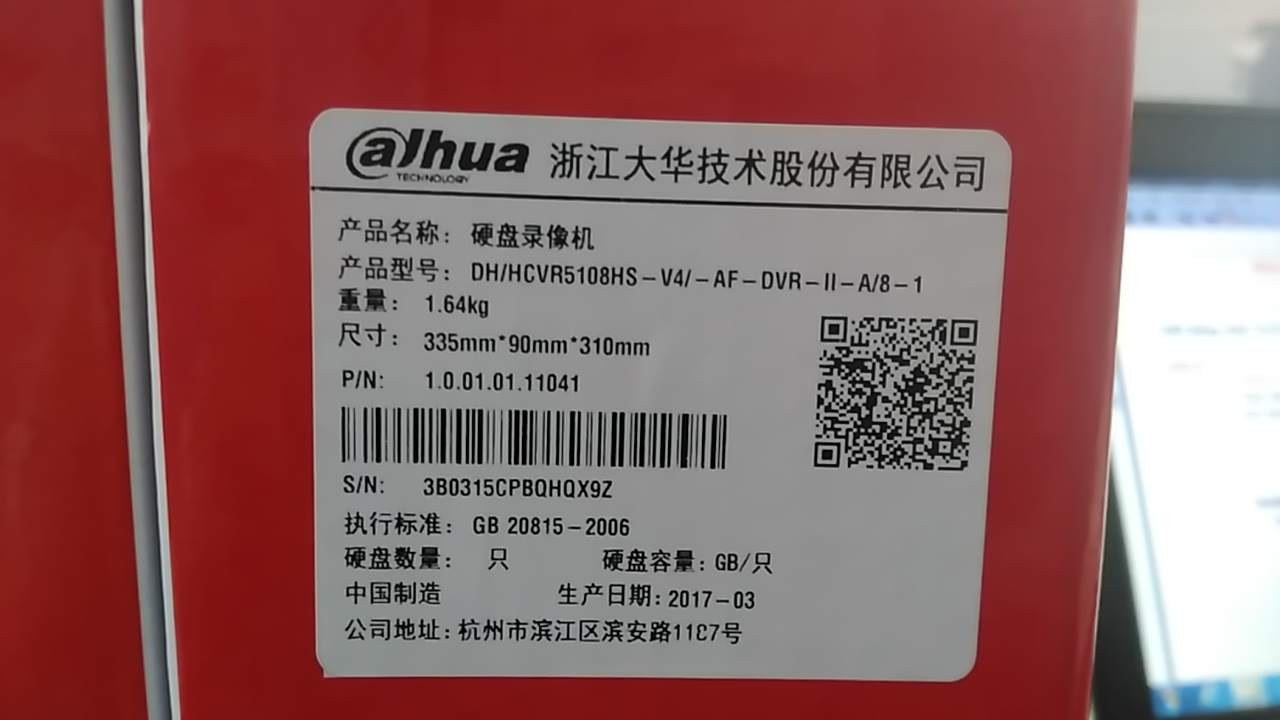 alhua 浙江大华技术股份有限公司
TECHNOLOGY
产品名称: 硬盘录像机
产品型号: DH/HCVR5108HS-V4/-AF-DVR-II-A/8-1
重量: 1.64kg
尺寸: 335mm*90mm*310mm
P/N: 1.0.01.01.11041
S/N: 3B0315CPBQHQX9Z
执行标准: GB 20815-2006
硬盘数量: 只 硬盘容量: GB/只
中国制造 生产日期: 2017-03
公司地址: 杭州市滨江区滨安路1187号